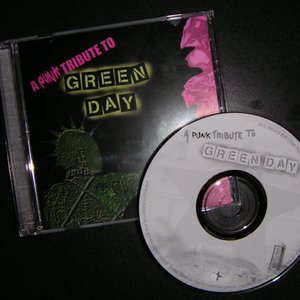 A PUNK TRIBUTE TO
GREEN
DAY
A PUNK TRIBUTE TO
GREEN DAY